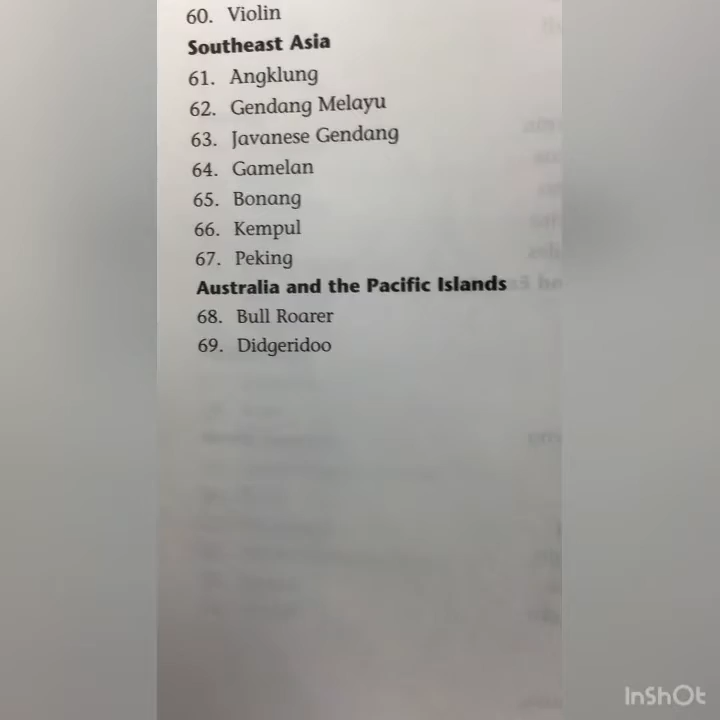 60. Violin
Southeast Asia
61. Angklung
62. Gendang Melayu
63. Javanese Gendang
64. Gamelan
65. Bonang
66. Kempul
67. Peking
Australia and the Pacific Islands
68. Bull Roarer
69. Didgeridoo
InShOt